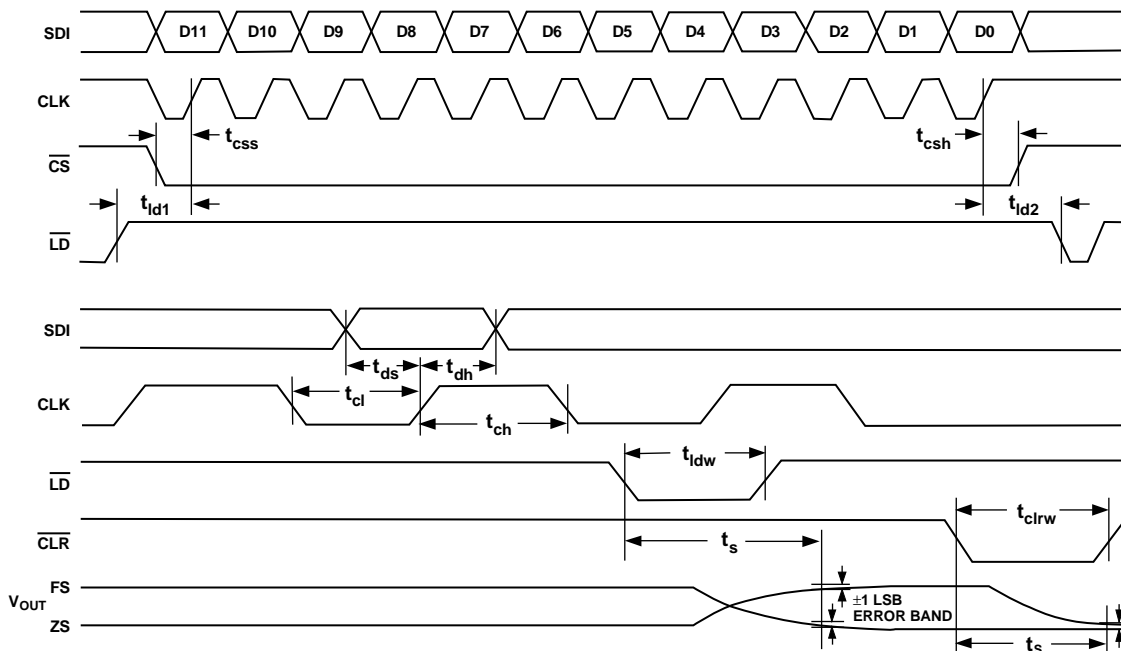 SDI D11 D10 D9 D8 D7 D6 D5 D4 D3 D2 D1 D0
CLK
tcss tcsh
CS
tld1 tld2
LD
SDI
tds tdh
CLK
tcl
tch
LD
tldw
CLR
tclrw
ts
FS
VOUT
±1 LSB
ERROR BAND
ZS
ts